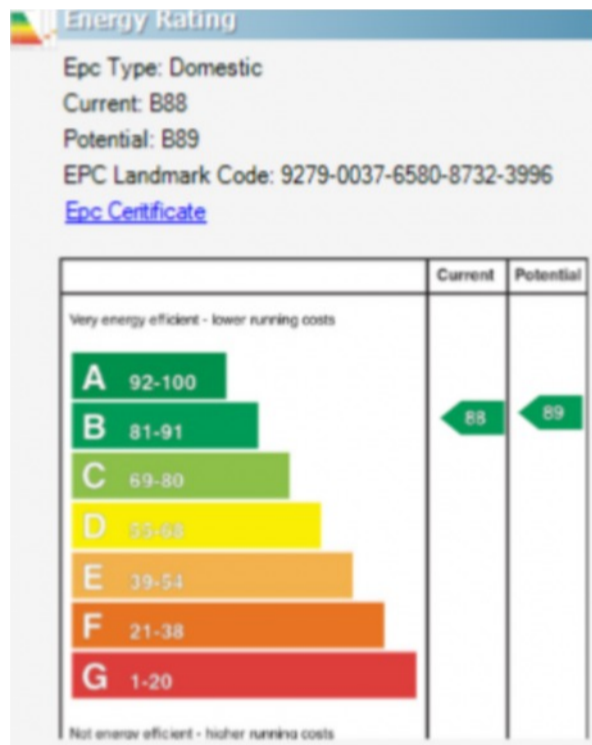 Energy Rating
Epc Type: Domestic
Current: B88
Potential: B89
EPC Landmark Code: 9279-0037-6580-8732-3996
Epc Certificate
Current Potential
Very energy efficient - lower running costs
A 92-100
B 81-91
88 89
C 69-80
D 55-68
E 39-54
F 21-38
G 1-20
Not energy efficient - higher running costs